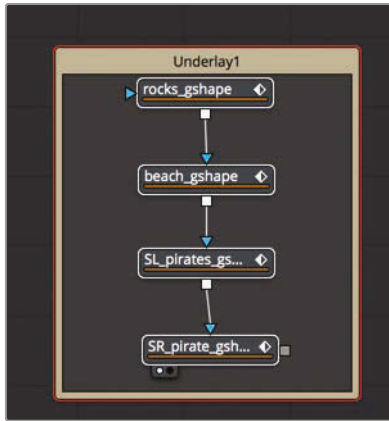 Underlay1
rocks_gshape
beach_gshape
SL_pirates_gs...
SR_pirate_gsh...